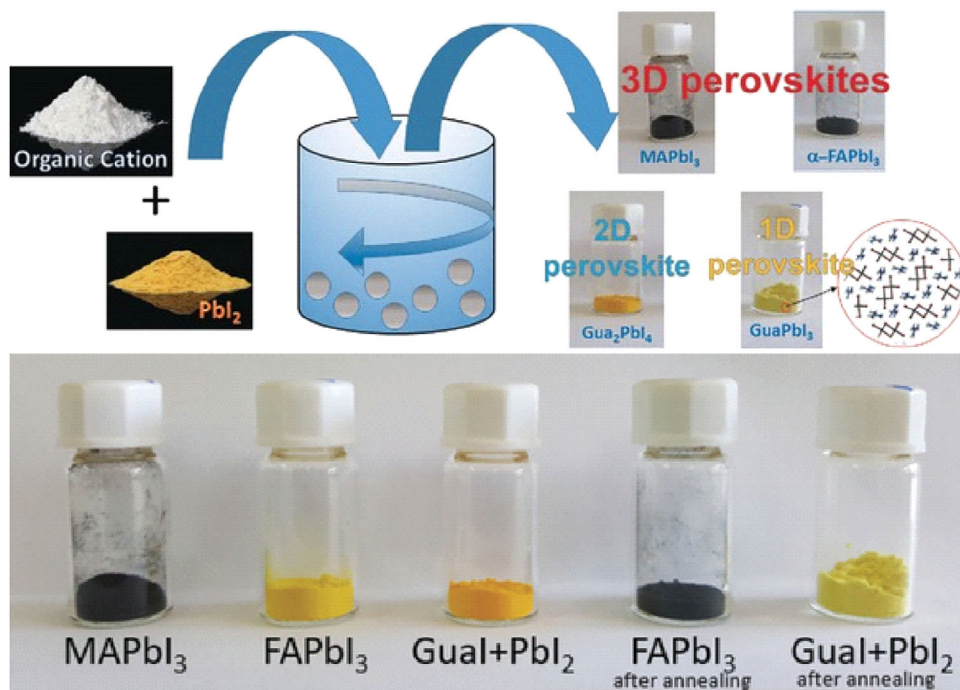 Organic Cation
+
PbI₂
3D perovskites
MAPbI₃
α–FAPbI₃
2D
perovskite
Gua₂PbI₄
1D
perovskite
GuaPbI₃
MAPbI₃
FAPbI₃
GuaI+PbI₂
FAPbI₃
after annealing
GuaI+PbI₂
after annealing